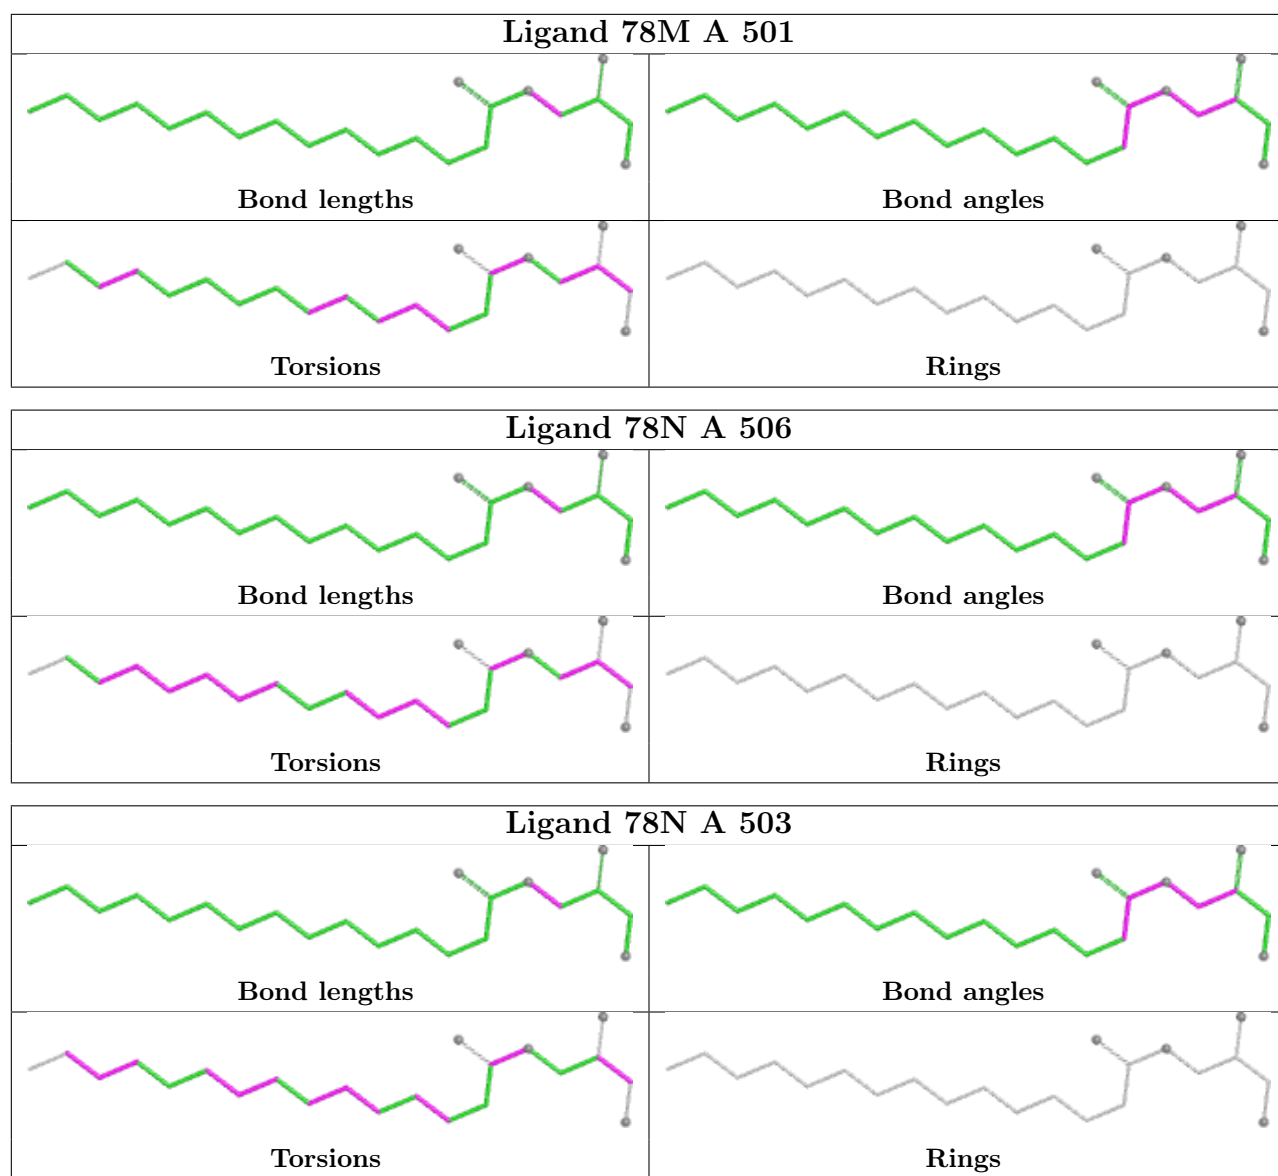 Ligand 78M A 501
Bond lengths
Bond angles
Torsions
Rings
Ligand 78N A 506
Bond lengths
Bond angles
Torsions
Rings
Ligand 78N A 503
Bond lengths
Bond angles
Torsions
Rings